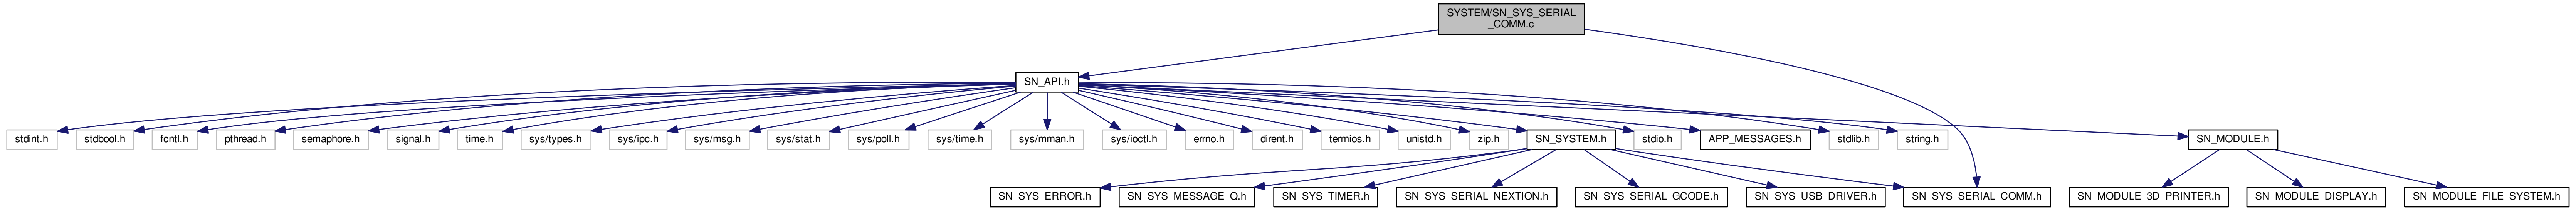 SYSTEM/SN_SYS_SERIAL
_COMM.c
SN_API.h
stdint.h
stdbool.h
fcntl.h
pthread.h
semaphore.h
signal.h
time.h
sys/types.h
sys/ipc.h
sys/msg.h
sys/stat.h
sys/poll.h
sys/time.h
sys/mman.h
sys/ioctl.h
errno.h
dirent.h
termios.h
unistd.h
zip.h
SN_SYSTEM.h
stdio.h
APP_MESSAGES.h
stdlib.h
string.h
SN_MODULE.h
SN_SYS_ERROR.h
SN_SYS_MESSAGE_Q.h
SN_SYS_TIMER.h
SN_SYS_SERIAL_NEXTION.h
SN_SYS_SERIAL_GCODE.h
SN_SYS_USB_DRIVER.h
SN_SYS_SERIAL_COMM.h
SN_MODULE_3D_PRINTER.h
SN_MODULE_DISPLAY.h
SN_MODULE_FILE_SYSTEM.h